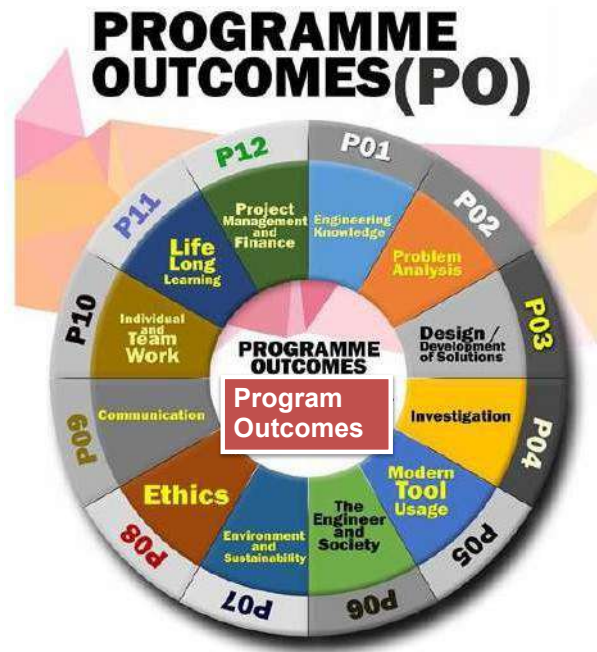 PROGRAMME
OUTCOMES(PO)
P01
Engineering
Knowledge
P02
Problem
Analysis
P03
Design /
Development
of Solutions
P04
Investigation
P05
Modern
Tool
Usage
P06
The
Engineer
and
Society
P07
Environment
and
Sustainability
P08
Ethics
P09
Communication
P10
Individual
and
Team
Work
P11
Life
Long
Learning
P12
Project
Management
and
Finance
PROGRAMME
OUTCOMES
Program
Outcomes